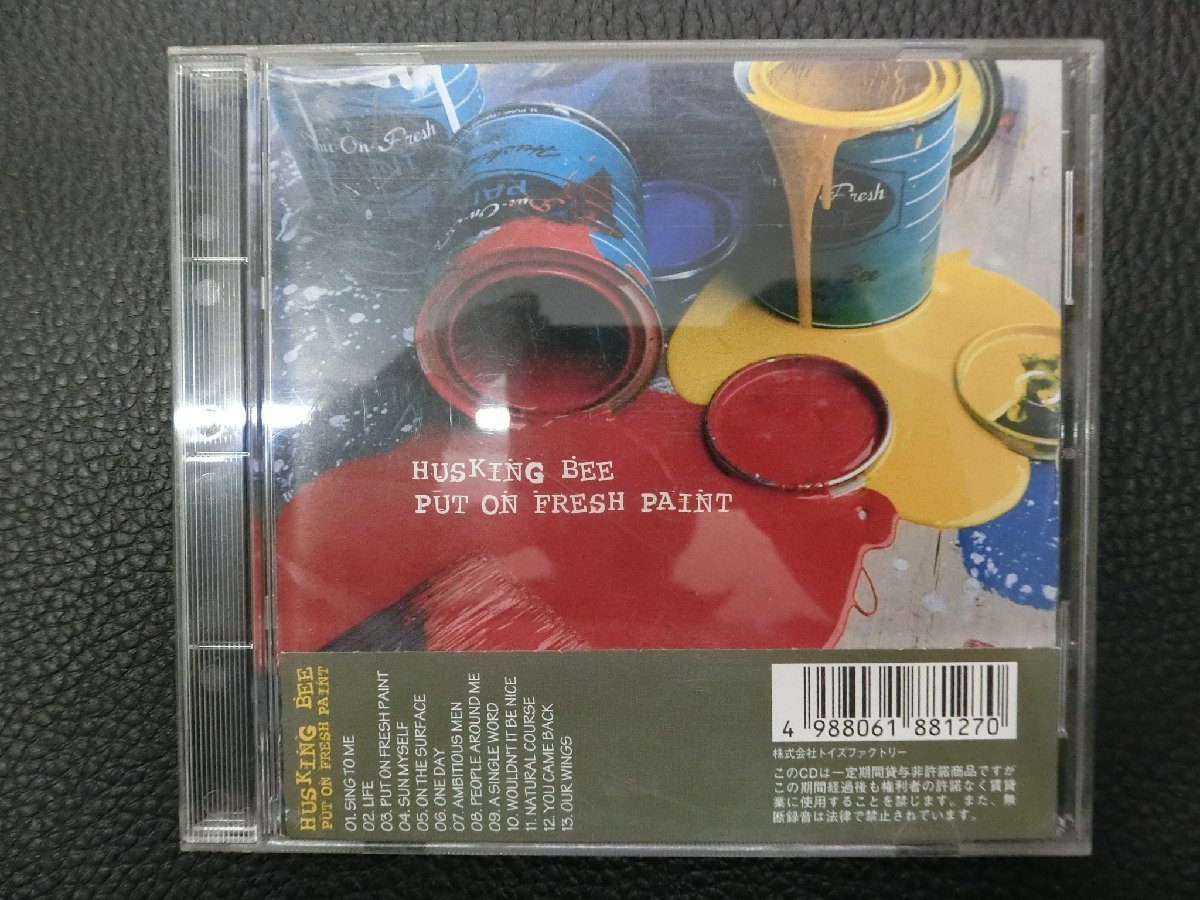 On Fresh
Fresh
Bee
HUSKING BEE
PUT ON FRESH PAINT
HUSKING BEE
PUT ON FRESH PAINT
01. SING TO ME
02. LIFE
03. PUT ON FRESH PAINT
04. SUN MYSELF
05. ON THE SURFACE
06. ONE DAY
07. AMBITIOUS MEN
08. PEOPLE AROUND ME
09. A SINGLE WORD
10. WOULDN'T IT BE NICE
11. NATURAL COURSE
12. YOU CAME BACK
13. OUR WINGS
4 988061 881270
株式会社トイズファクトリー
このCDは一定期間貸与非許諾商品ですが
この期間経過後も権利者の許諾なく賃貸
業に使用することを禁じます。また、無
断録音は法律で禁止されています。